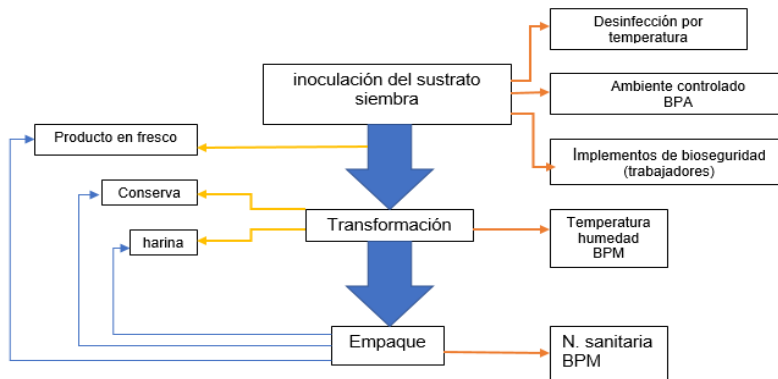 Desinfección por
temperatura
inoculación del sustrato
siembra
Ambiente controlado
BPA
Producto en fresco
Implementos de bioseguridad
(trabajadores)
Conserva
Transformación
Temperatura
humedad
BPM
harina
Empaque
N. sanitaria
BPM